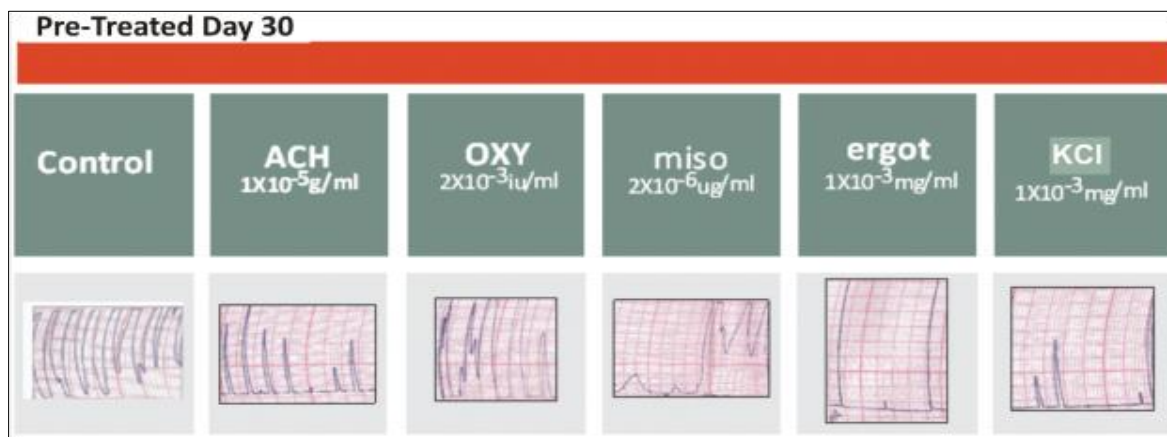 Pre-Treated Day 30
Control
ACH
1X10⁻⁵g/ml
OXY
2X10⁻³iu/ml
miso
2X10⁻⁶ug/ml
ergot
1X10⁻³mg/ml
KCl
1X10⁻³mg/ml